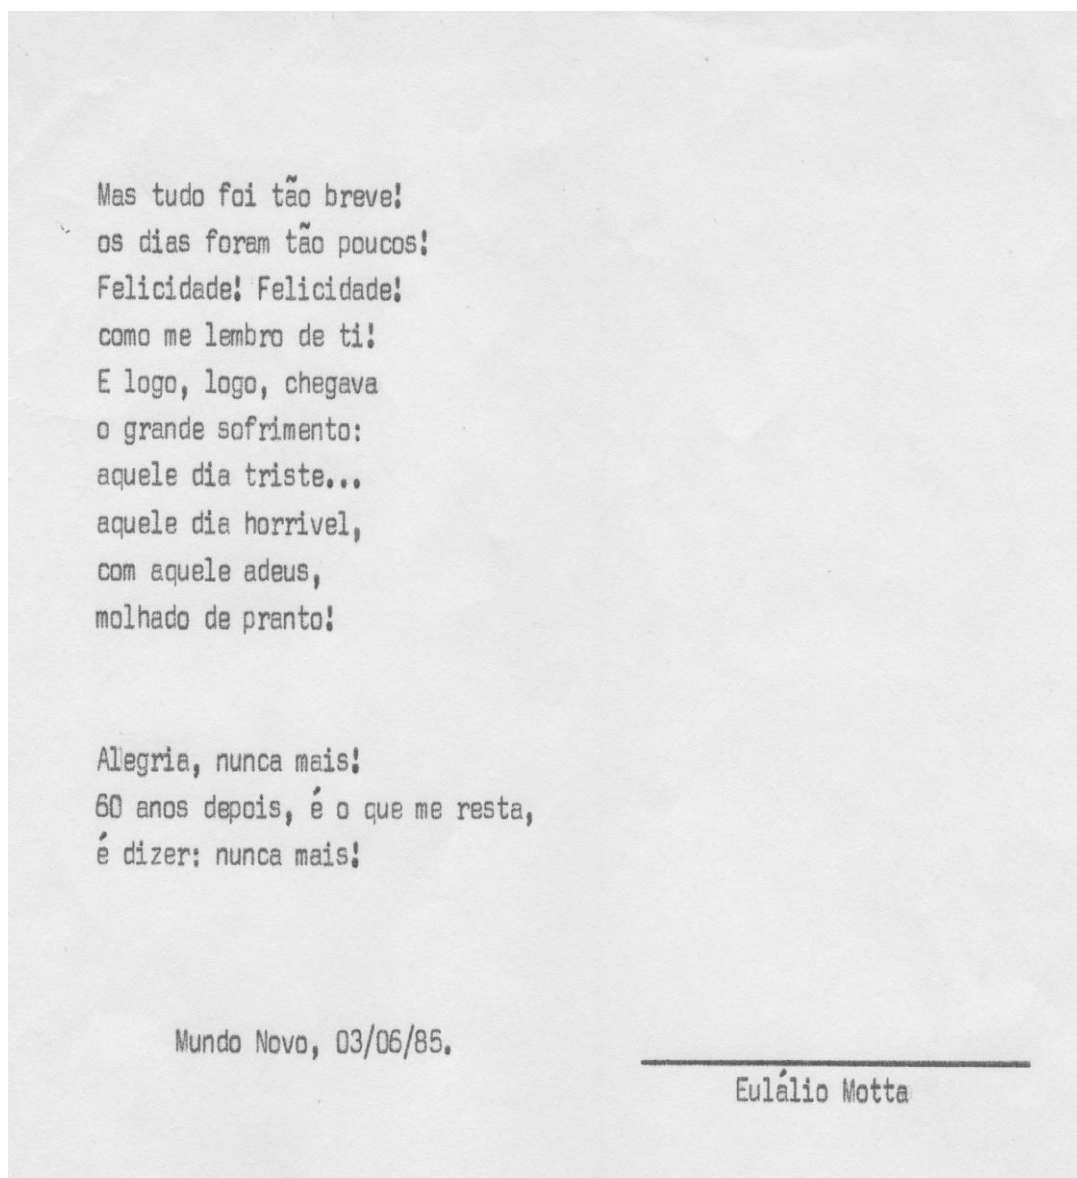 Mas tudo foi tão breve!
os dias foram tão poucos!
Felicidade! Felicidade!
como me lembro de ti!
E logo, logo, chegava
o grande sofrimento:
aquele dia triste...
aquele dia horrivel,
com aquele adeus,
molhado de pranto!
Alegria, nunca mais!
60 anos depois, é o que me resta,
é dizer: nunca mais!
Mundo Novo, 03/06/85.
Eulálio Motta